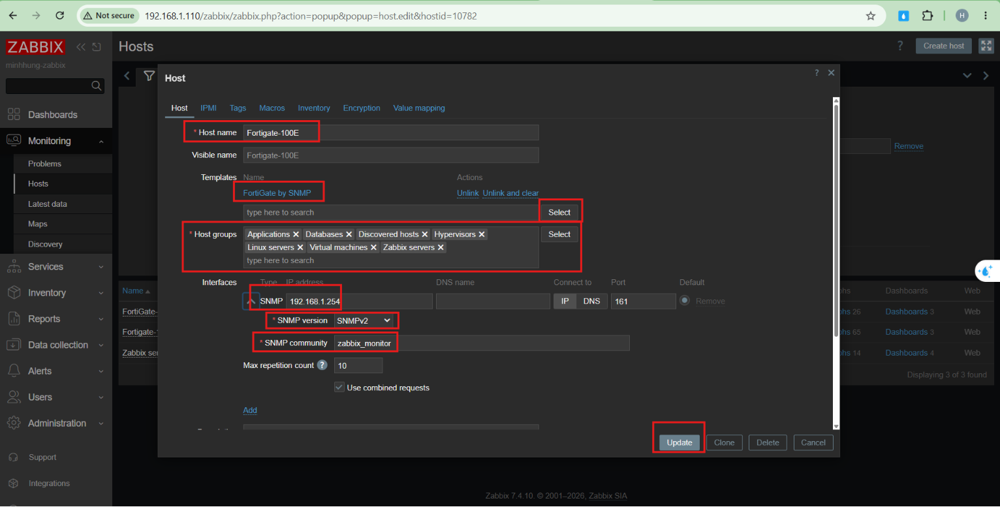 Not secure 192.168.1.110/zabbix/zabbix.php?action=popup&popup=host.edit&hostid=10782 H
ZABBIX Hosts ? Create host
minhhung-zabbix
Host ?
Host IPMI Tags Macros Inventory Encryption Value mapping
Dashboards
Monitoring
Problems
Hosts
Latest data
Maps
Discovery
Services
Inventory
Reports
Data collection
Alerts
Users
Administration
Support
Integrations
* Host name Fortigate-100E
Visible name Fortigate-100E
Remove
Templates Name Actions
FortiGate by SNMP Unlink Unlink and clear
type here to search Select
* Host groups Applications Databases Discovered hosts Hypervisors Select
Linux servers Virtual machines Zabbix servers
type here to search
Interfaces Type IP address DNS name Connect to Port Default
SNMP 192.168.1.254 IP DNS 161 Remove
* SNMP version SNMPv2
* SNMP community zabbix_monitor
Max repetition count ? 10
Use combined requests
Add
Update Clone Delete Cancel
Name Dashboards Web
FortiGate- phs 26 Dashboards 3 Web
Fortigate-1 phs 65 Dashboards 3 Web
Zabbix ser phs 14 Dashboards 4 Web
Displaying 3 of 3 found
Zabbix 7.4.10. © 2001–2026, Zabbix SIA